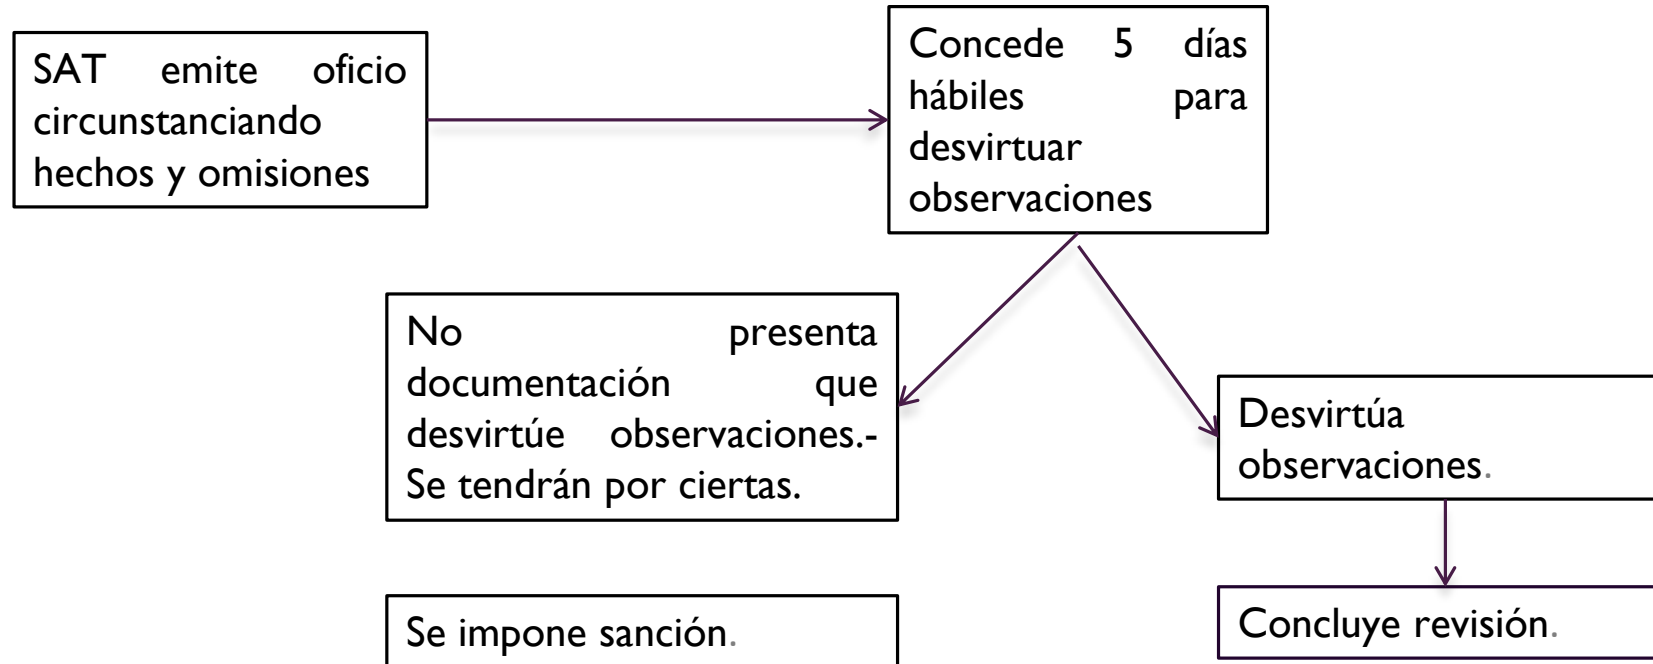 SAT emite oficio
circunstanciando
hechos y omisiones
Concede 5 días
hábiles para
desvirtuar
observaciones
No presenta
documentación que
desvirtúe observaciones.-
Se tendrán por ciertas.
Desvirtúa
observaciones.
Se impone sanción.
Concluye revisión.